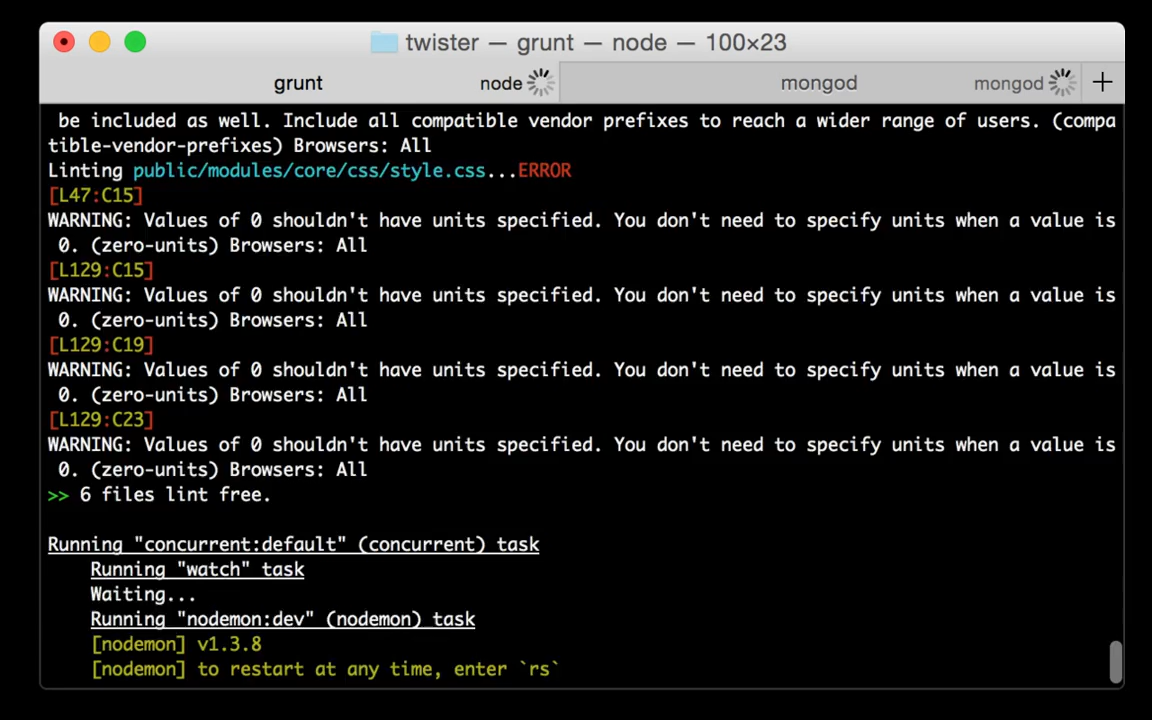 twister — grunt — node — 100×23
grunt node mongod mongod +
be included as well. Include all compatible vendor prefixes to reach a wider range of users. (compa
tible-vendor-prefixes) Browsers: All
Linting public/modules/core/css/style.css...ERROR
[L47:C15]
WARNING: Values of 0 shouldn't have units specified. You don't need to specify units when a value is
0. (zero-units) Browsers: All
[L129:C15]
WARNING: Values of 0 shouldn't have units specified. You don't need to specify units when a value is
0. (zero-units) Browsers: All
[L129:C19]
WARNING: Values of 0 shouldn't have units specified. You don't need to specify units when a value is
0. (zero-units) Browsers: All
[L129:C23]
WARNING: Values of 0 shouldn't have units specified. You don't need to specify units when a value is
0. (zero-units) Browsers: All
>> 6 files lint free.
Running "concurrent:default" (concurrent) task
Running "watch" task
Waiting...
Running "nodemon:dev" (nodemon) task
[nodemon] v1.3.8
[nodemon] to restart at any time, enter `rs`